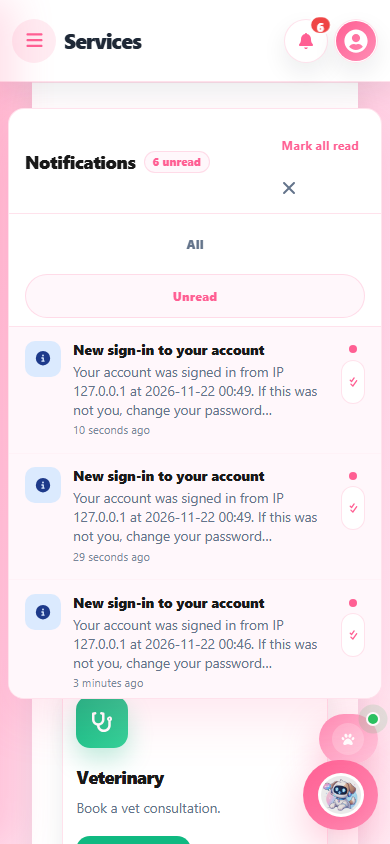 Services
6
Mark all read
Notifications
6 unread
All
Unread
New sign-in to your account
Your account was signed in from IP
127.0.0.1 at 2026-11-22 00:49. If this was
not you, change your password...
10 seconds ago
New sign-in to your account
Your account was signed in from IP
127.0.0.1 at 2026-11-22 00:49. If this was
not you, change your password...
29 seconds ago
New sign-in to your account
Your account was signed in from IP
127.0.0.1 at 2026-11-22 00:46. If this was
not you, change your password...
3 minutes ago
Veterinary
Book a vet consultation.